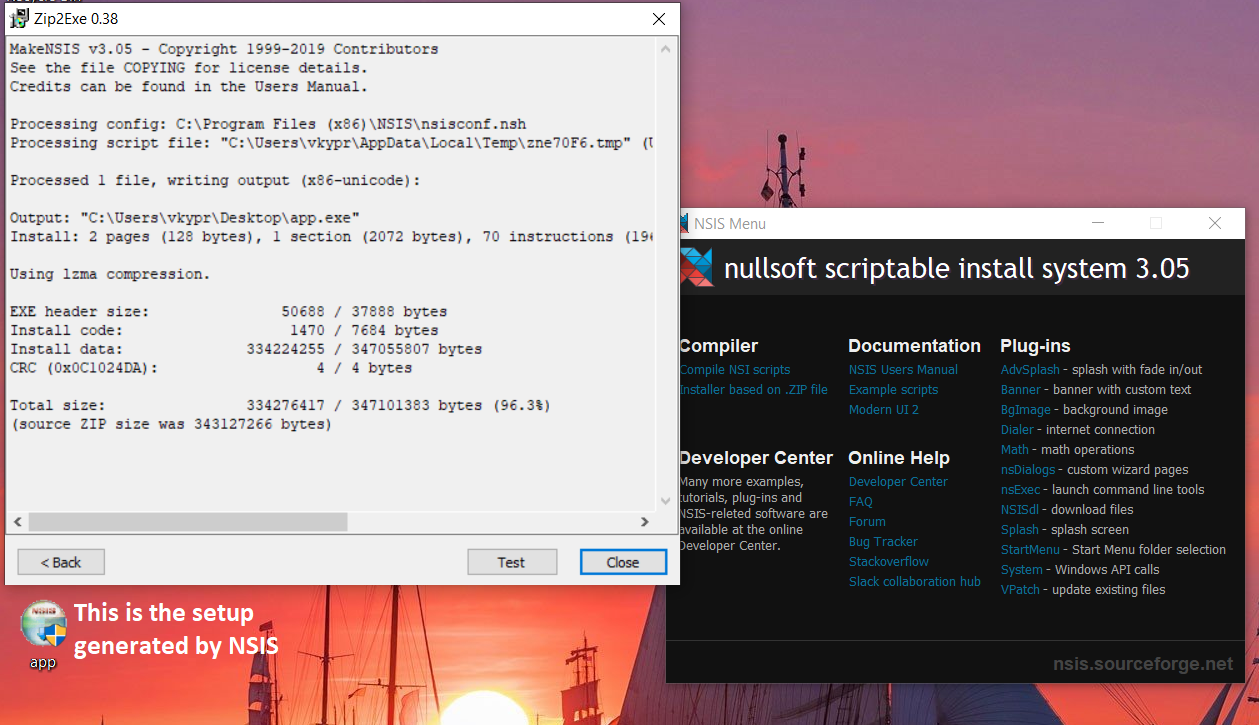 Zip2Exe 0.38
MakeNSIS v3.05 - Copyright 1999-2019 Contributors
See the file COPYING for license details.
Credits can be found in the Users Manual.
Processing config: C:\Program Files (x86)\NSIS\nsisconf.nsh
Processing script file: "C:\Users\vkypr\AppData\Local\Temp\zne70F6.tmp"
Processed 1 file, writing output (x86-unicode):
Output: "C:\Users\vkypr\Desktop\app.exe"
Install: 2 pages (128 bytes), 1 section (2072 bytes), 70 instructions
Using lzma compression.
EXE header size: 50688 / 37888 bytes
Install code: 1470 / 7684 bytes
Install data: 334224255 / 347055807 bytes
CRC (0x0C1024DA): 4 / 4 bytes
Total size: 334276417 / 347101383 bytes (96.3%)
(source ZIP size was 343127266 bytes)
< Back
Test
Close
This is the setup
generated by NSIS
app
NSIS Menu
nullsoft scriptable install system 3.05
Compiler
Compile NSI scripts
Installer based on .ZIP file
Developer Center
Many more examples,
tutorials, plug-ins and
NSIS-releted software are
available at the online
Developer Center.
Documentation
NSIS Users Manual
Example scripts
Modern UI 2
Online Help
Developer Center
FAQ
Forum
Bug Tracker
Stackoverflow
Slack collaboration hub
Plug-ins
AdvSplash - splash with fade in/out
Banner - banner with custom text
BgImage - background image
Dialer - internet connection
Math - math operations
nsDialogs - custom wizard pages
nsExec - launch command line tools
NSISdl - download files
Splash - splash screen
StartMenu - Start Menu folder selection
System - Windows API calls
VPatch - update existing files
nsis.sourceforge.net